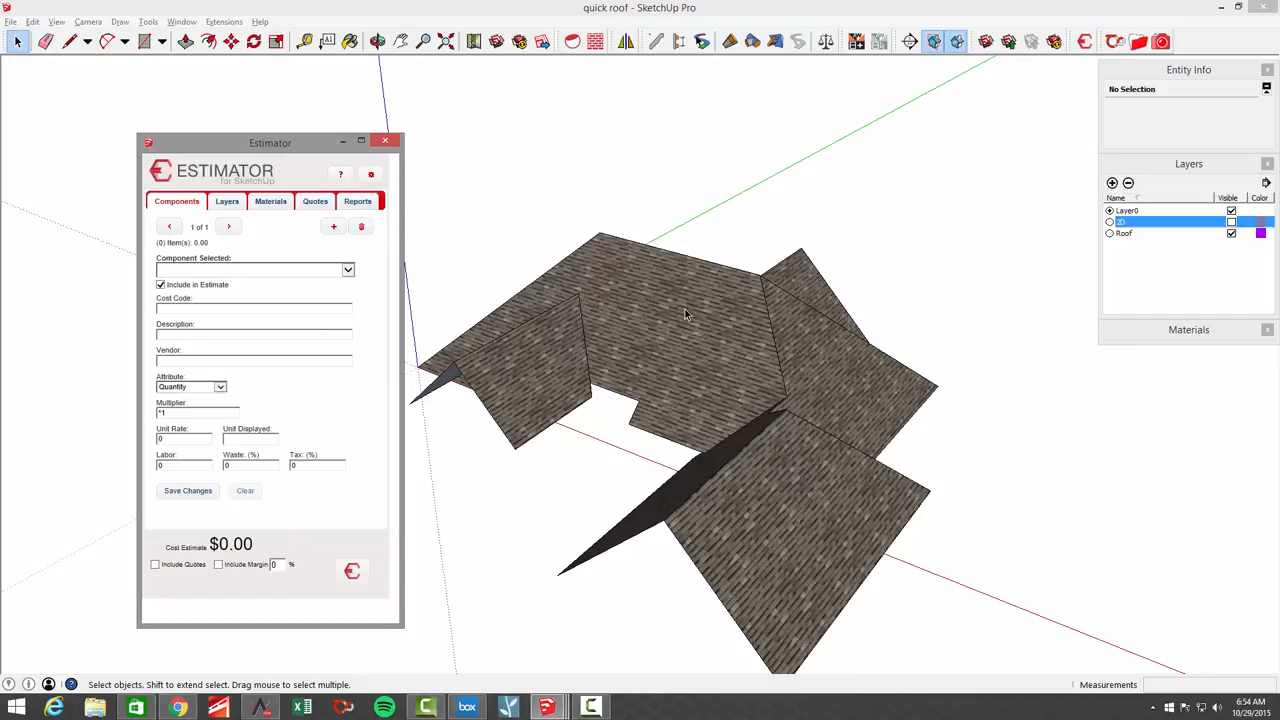 quick roof - SketchUp Pro
File Edit View Camera Draw Tools Window Extensions Help
Entity Info
No Selection
Layers
Name Visible Color
Layer0
2D
Roof
Materials
Estimator
ESTIMATOR
for SketchUp
?
Components Layers Materials Quotes Reports
< 1 of 1 > +
(0) Item(s): 0.00
Component Selected:
Include in Estimate
Cost Code:
Description:
Vendor:
Attribute:
Quantity
Multiplier
*1
Unit Rate: Unit Displayed:
0
Labor: Waste: (%) Tax: (%)
0 0 0
Save Changes Clear
Cost Estimate $0.00
Include Quotes Include Margin 0 %
Select objects. Shift to extend select. Drag mouse to select multiple.
Measurements
box
6:54 AM
10/29/2015